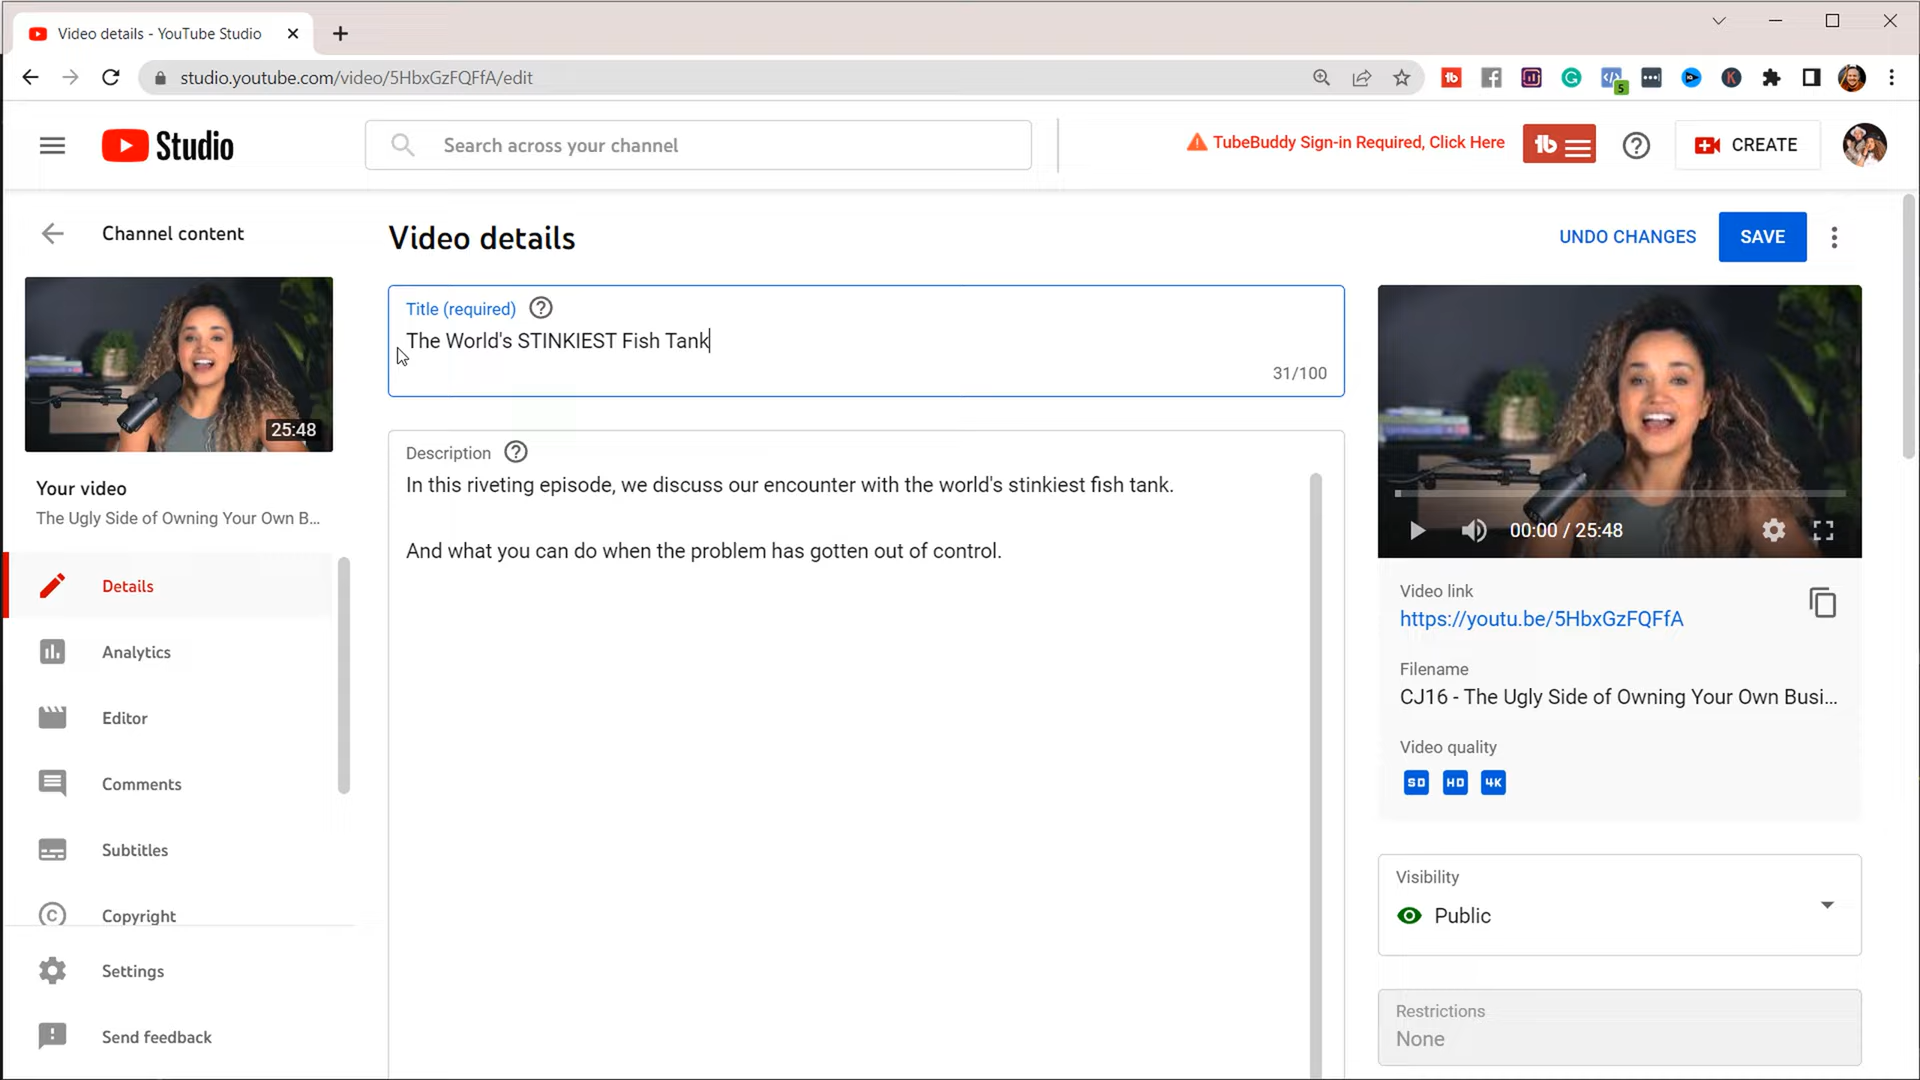 Video details - YouTube Studio
studio.youtube.com/video/5HbxGzFQFfA/edit
5
Studio
Search across your channel
TubeBuddy Sign-in Required, Click Here
CREATE
Channel content
Video details
UNDO CHANGES
SAVE
Title (required)
The World's STINKIEST Fish Tank
31/100
25:48
Your video
The Ugly Side of Owning Your Own B...
Description
In this riveting episode, we discuss our encounter with the world's stinkiest fish tank.
And what you can do when the problem has gotten out of control.
00:00 / 25:48
Video link
https://youtu.be/5HbxGzFQFfA
Filename
CJ16 - The Ugly Side of Owning Your Own Busi...
Video quality
SD HD 4K
Visibility
Public
Restrictions
None
Details
Analytics
Editor
Comments
Subtitles
Copyright
Settings
Send feedback